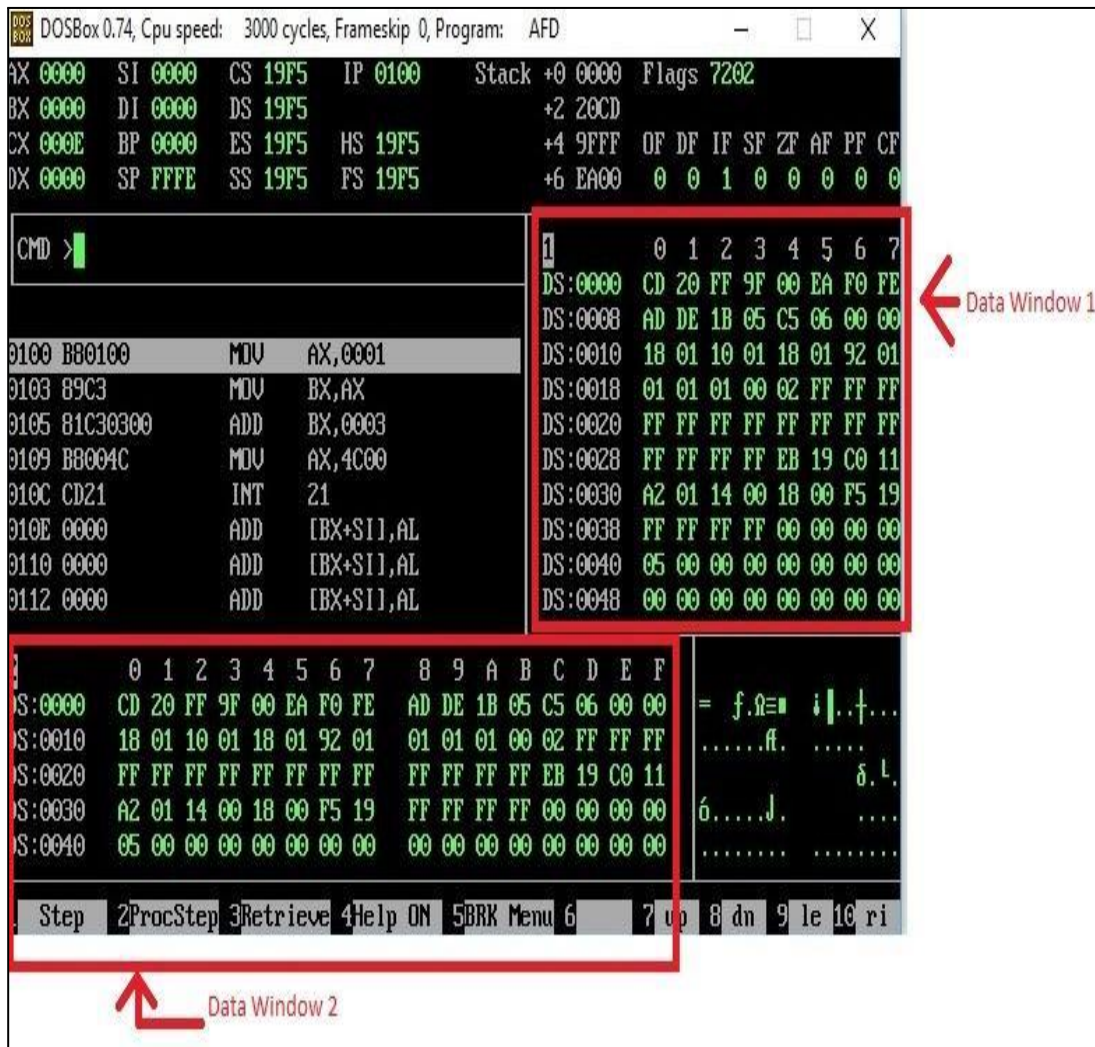 DOS BOX DOSBox 0.74, Cpu speed: 3000 cycles, Frameskip 0, Program: AFD
AX 0000 SI 0000 CS 19F5 IP 0100 Stack +0 0000 Flags 7202
BX 0000 DI 0000 DS 19F5 +2 20CD
CX 000E BP 0000 ES 19F5 HS 19F5 +4 9FFF OF DF IF SF ZF AF PF CF
DX 0000 SP FFFE SS 19F5 FS 19F5 +6 EA00 0 0 1 0 0 0 0 0
CMD >
1 0 1 2 3 4 5 6 7
DS:0000 CD 20 FF 9F 00 EA F0 FE
DS:0008 AD DE 1B 05 C5 06 00 00
DS:0010 18 01 10 01 18 01 92 01
DS:0018 01 01 01 00 02 FF FF FF
DS:0020 FF FF FF FF FF FF FF FF
DS:0028 FF FF FF FF EB 19 C0 11
DS:0030 A2 01 14 00 18 00 F5 19
DS:0038 FF FF FF FF 00 00 00 00
DS:0040 05 00 00 00 00 00 00 00
DS:0048 00 00 00 00 00 00 00 00
Data Window 1
0100 B80100 MOV AX,0001
0103 89C3 MOV BX,AX
0105 81C30300 ADD BX,0003
0109 B8004C MOV AX,4C00
010C CD21 INT 21
010E 0000 ADD [BX+SI],AL
0110 0000 ADD [BX+SI],AL
0112 0000 ADD [BX+SI],AL
2 0 1 2 3 4 5 6 7 8 9 A B C D E F
DS:0000 CD 20 FF 9F 00 EA F0 FE AD DE 1B 05 C5 06 00 00 = ƒ.Ω≡■ ¡▐..┼...
DS:0010 18 01 10 01 18 01 92 01 01 01 01 00 02 FF FF FF ......Æ. .....
DS:0020 FF FF FF FF FF FF FF FF FF FF FF FF EB 19 C0 11 δ.└.
DS:0030 A2 01 14 00 18 00 F5 19 FF FF FF FF 00 00 00 00 ó.....⌡. ....
DS:0040 05 00 00 00 00 00 00 00 00 00 00 00 00 00 00 00 ........ ........
1 Step 2ProcStep 3Retrieve 4Help ON 5BRK Menu 6 7 up 8 dn 9 le 10 ri
Data Window 2